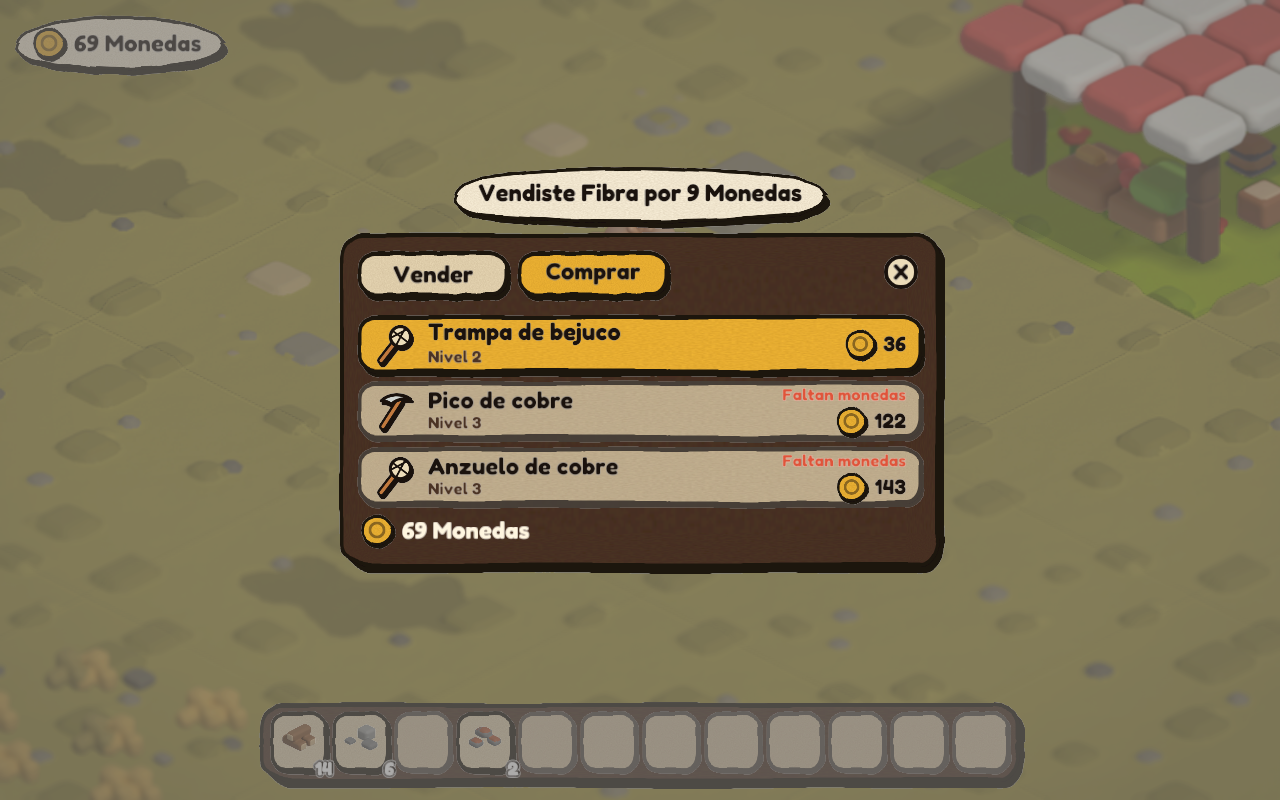 69 Monedas
Vendiste Fibra por 9 Monedas
Vender
Comprar
Trampa de bejuco
Nivel 2
36
Pico de cobre
Nivel 3
Faltan monedas
122
Anzuelo de cobre
Nivel 3
Faltan monedas
143
69 Monedas
14
6
2